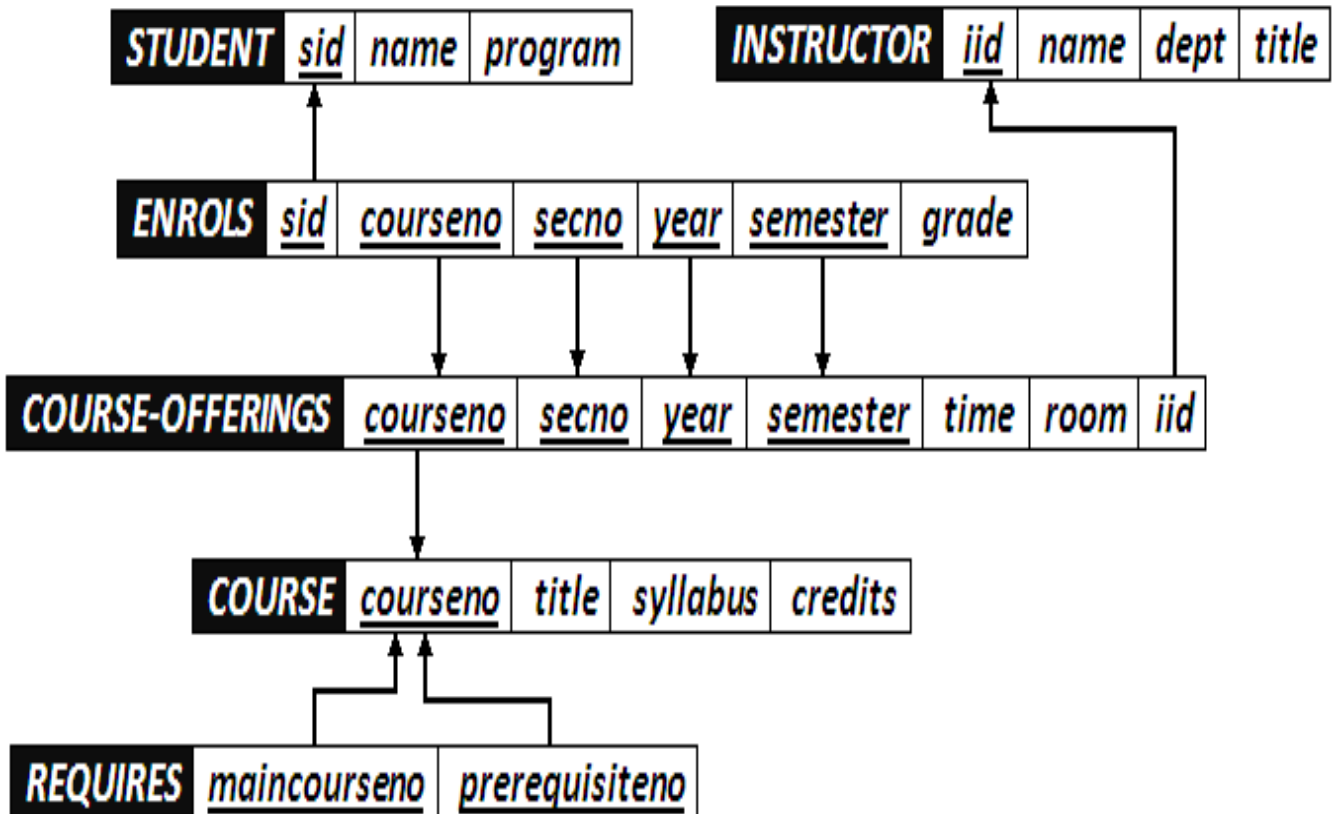 STUDENT sid name program
INSTRUCTOR iid name dept title
ENROLS sid courseno secno year semester grade
COURSE-OFFERINGS courseno secno year semester time room iid
COURSE courseno title syllabus credits
REQUIRES maincourseno prerequisiteno